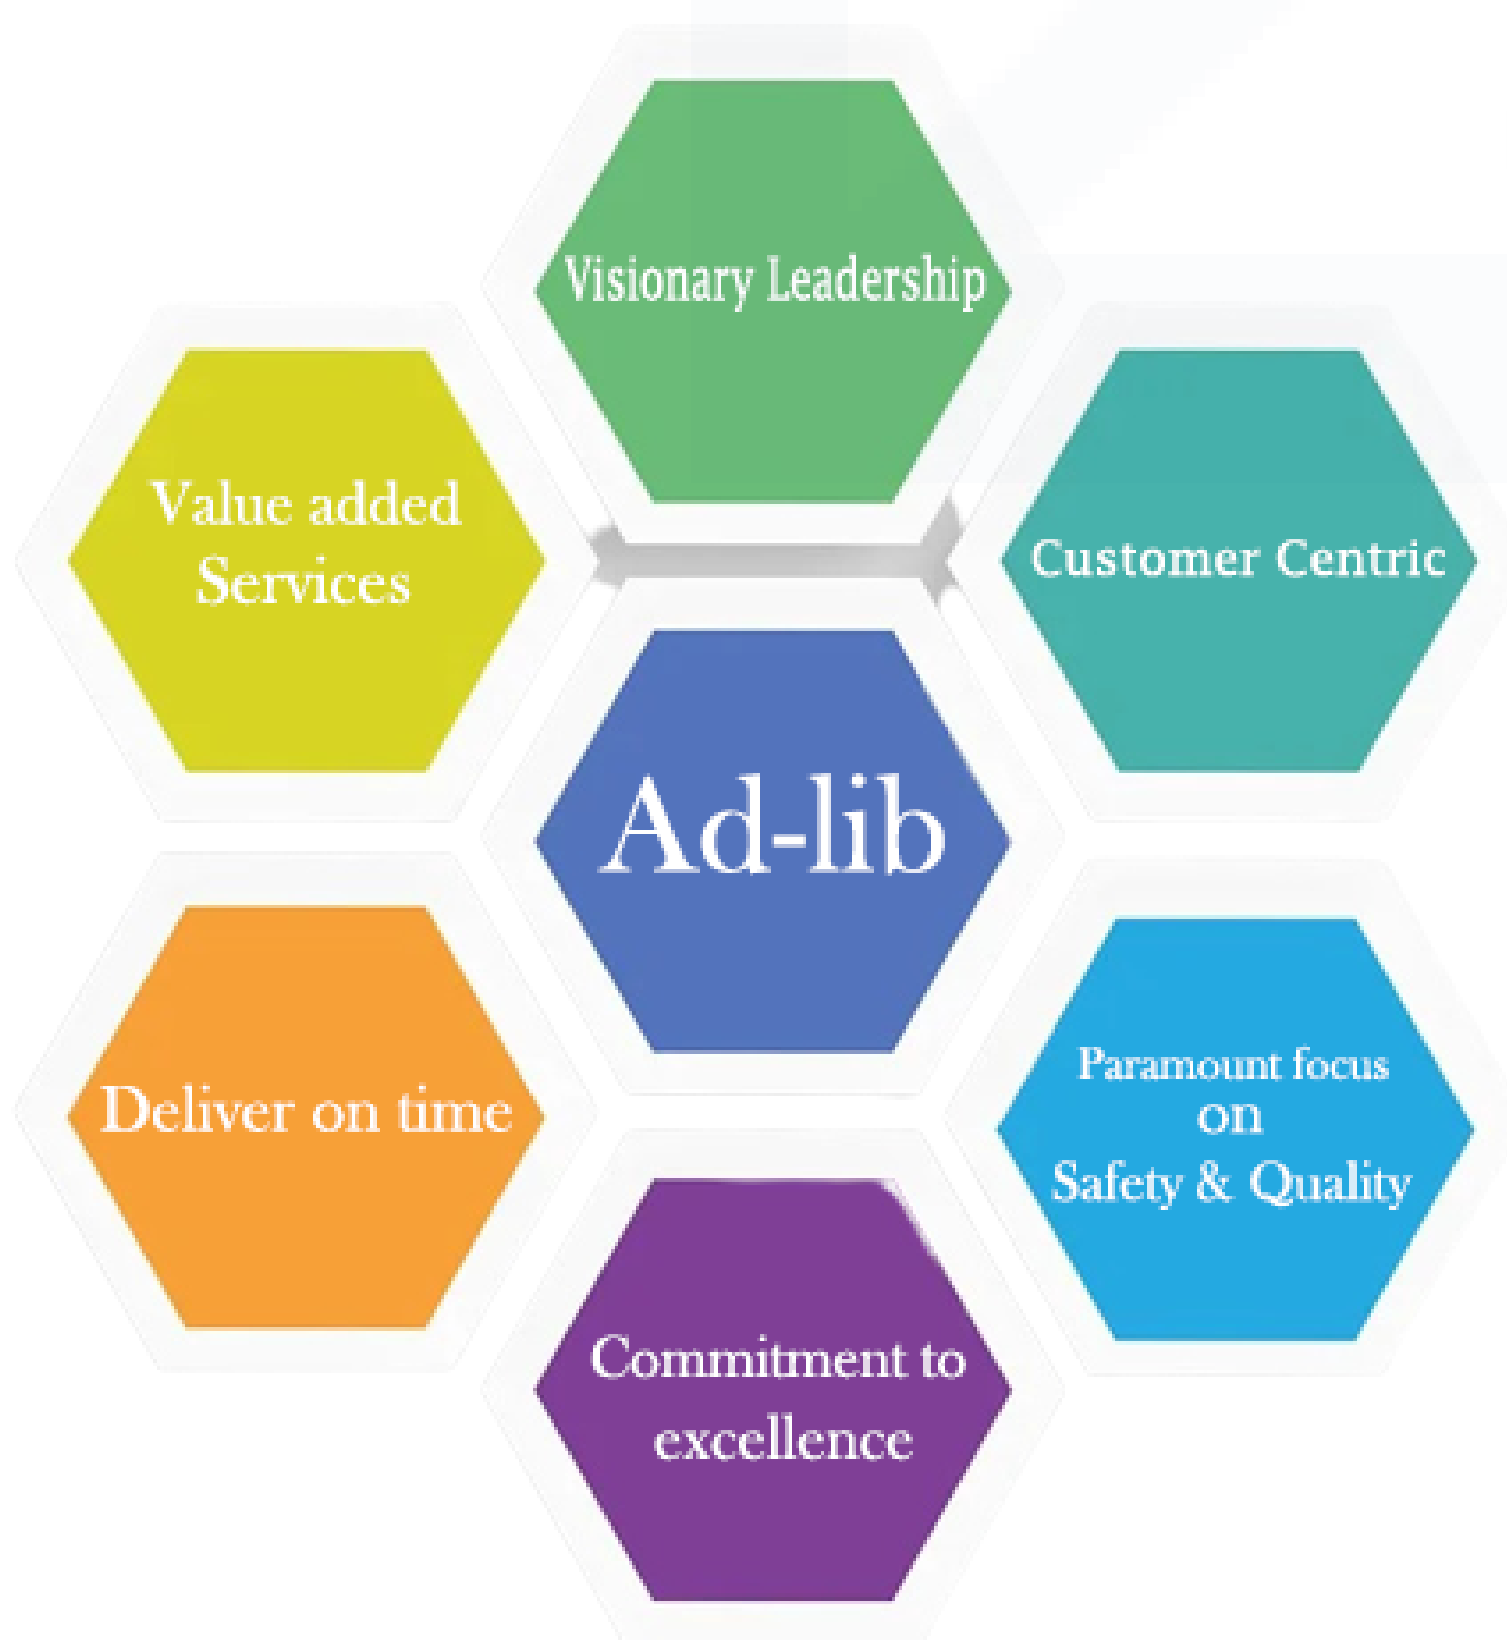 Visionary Leadership
Value added
Services
Customer Centric
Ad-lib
Deliver on time
Paramount focus
on
Safety & Quality
Commitment to
excellence